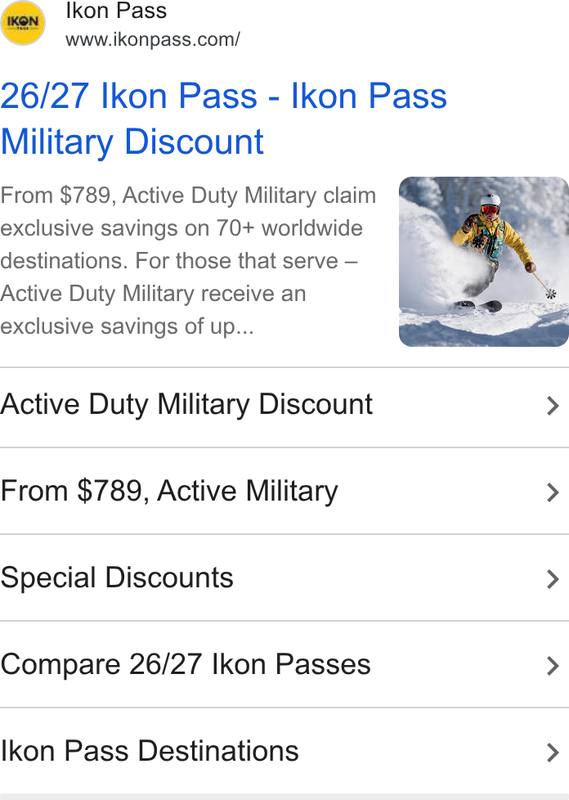 IKON
PASS
Ikon Pass
www.ikonpass.com/
26/27 Ikon Pass - Ikon Pass
Military Discount
From $789, Active Duty Military claim
exclusive savings on 70+ worldwide
destinations. For those that serve –
Active Duty Military receive an
exclusive savings of up...
Active Duty Military Discount
From $789, Active Military
Special Discounts
Compare 26/27 Ikon Passes
Ikon Pass Destinations